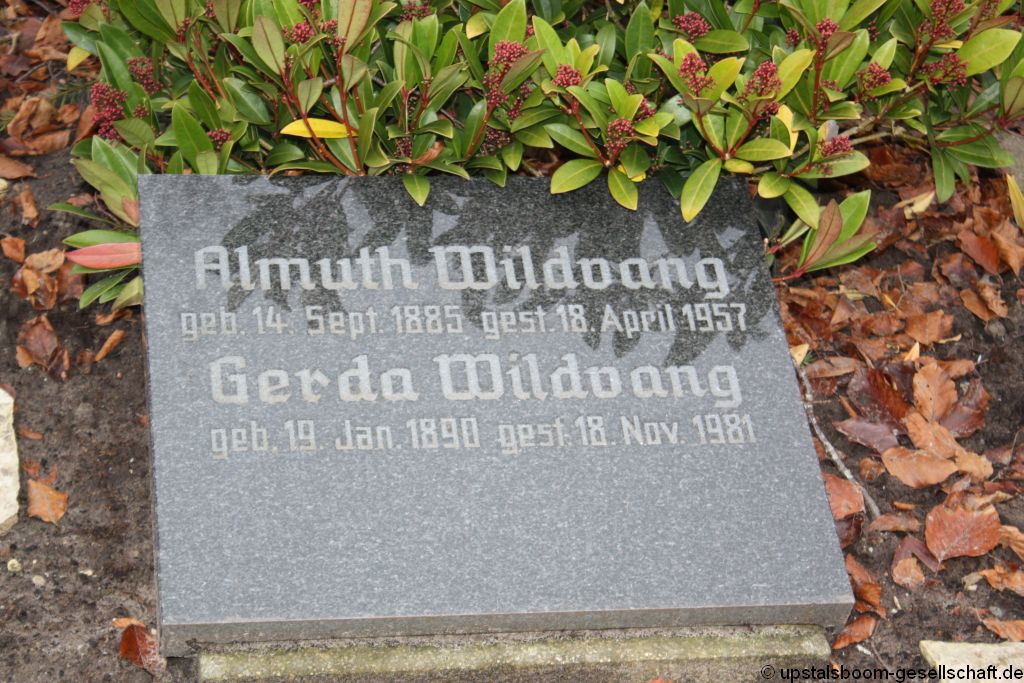 Almuth Wildvang
geb. 14. Sept. 1885 gest. 18. April 1957
Gerda Wildvang
geb. 19. Jan. 1890 gest. 18. Nov. 1981
© upstalsboom-gesellschaft.de